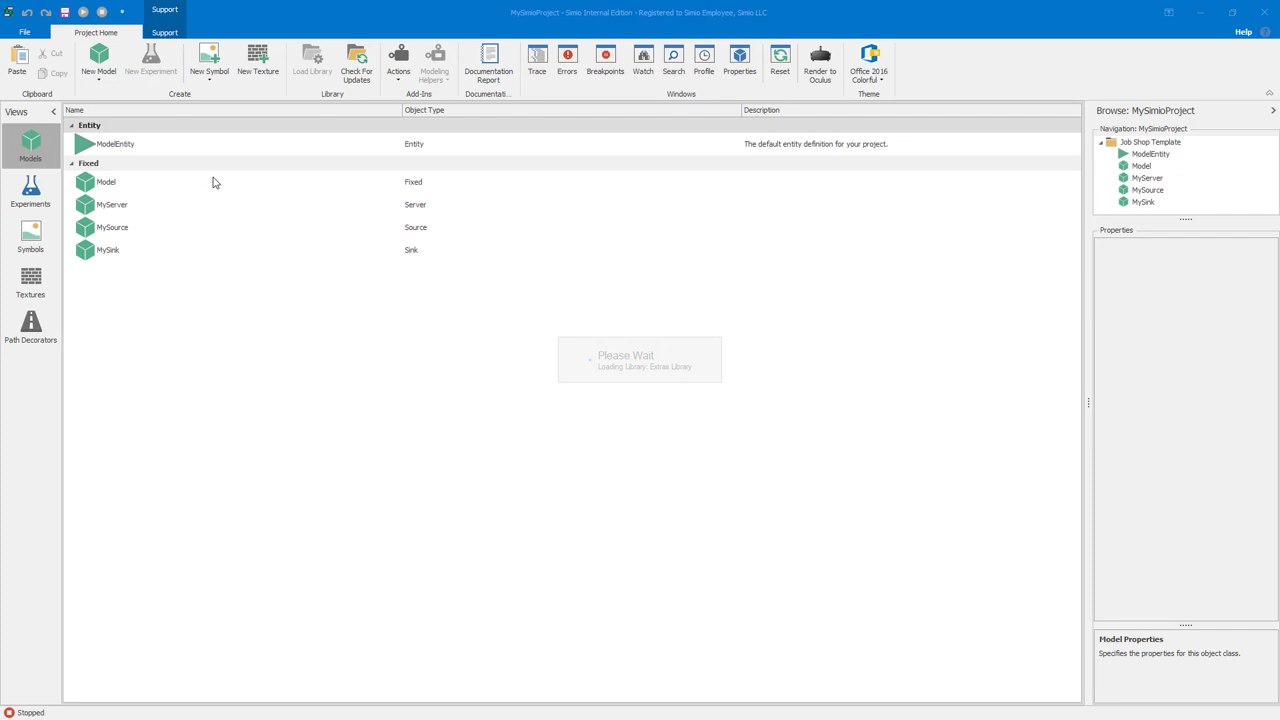 Support
MySimioProject - Simio Internal Edition - Registered to Simio Employee, Simio LLC
File
Project Home
Support
Help
Paste
Cut
Copy
Clipboard
New Model
New Experiment
New Symbol
New Texture
Create
Load Library
Check For
Updates
Library
Actions
Modeling
Helpers
Add-Ins
Documentation
Report
Documentati...
Trace
Errors
Breakpoints
Watch
Search
Profile
Properties
Windows
Reset
Render to
Oculus
Office 2016
Colorful
Theme
Views
Models
Experiments
Symbols
Textures
Path Decorators
Name Object Type Description
Entity
ModelEntity Entity The default entity definition for your project.
Fixed
Model Fixed
MyServer Server
MySource Source
MySink Sink
Please Wait
Loading Library: Extras Library
Browse: MySimioProject
Navigation: MySimioProject
Job Shop Template
ModelEntity
Model
MyServer
MySource
MySink
Properties
Model Properties
Specifies the properties for this object class.
Stopped